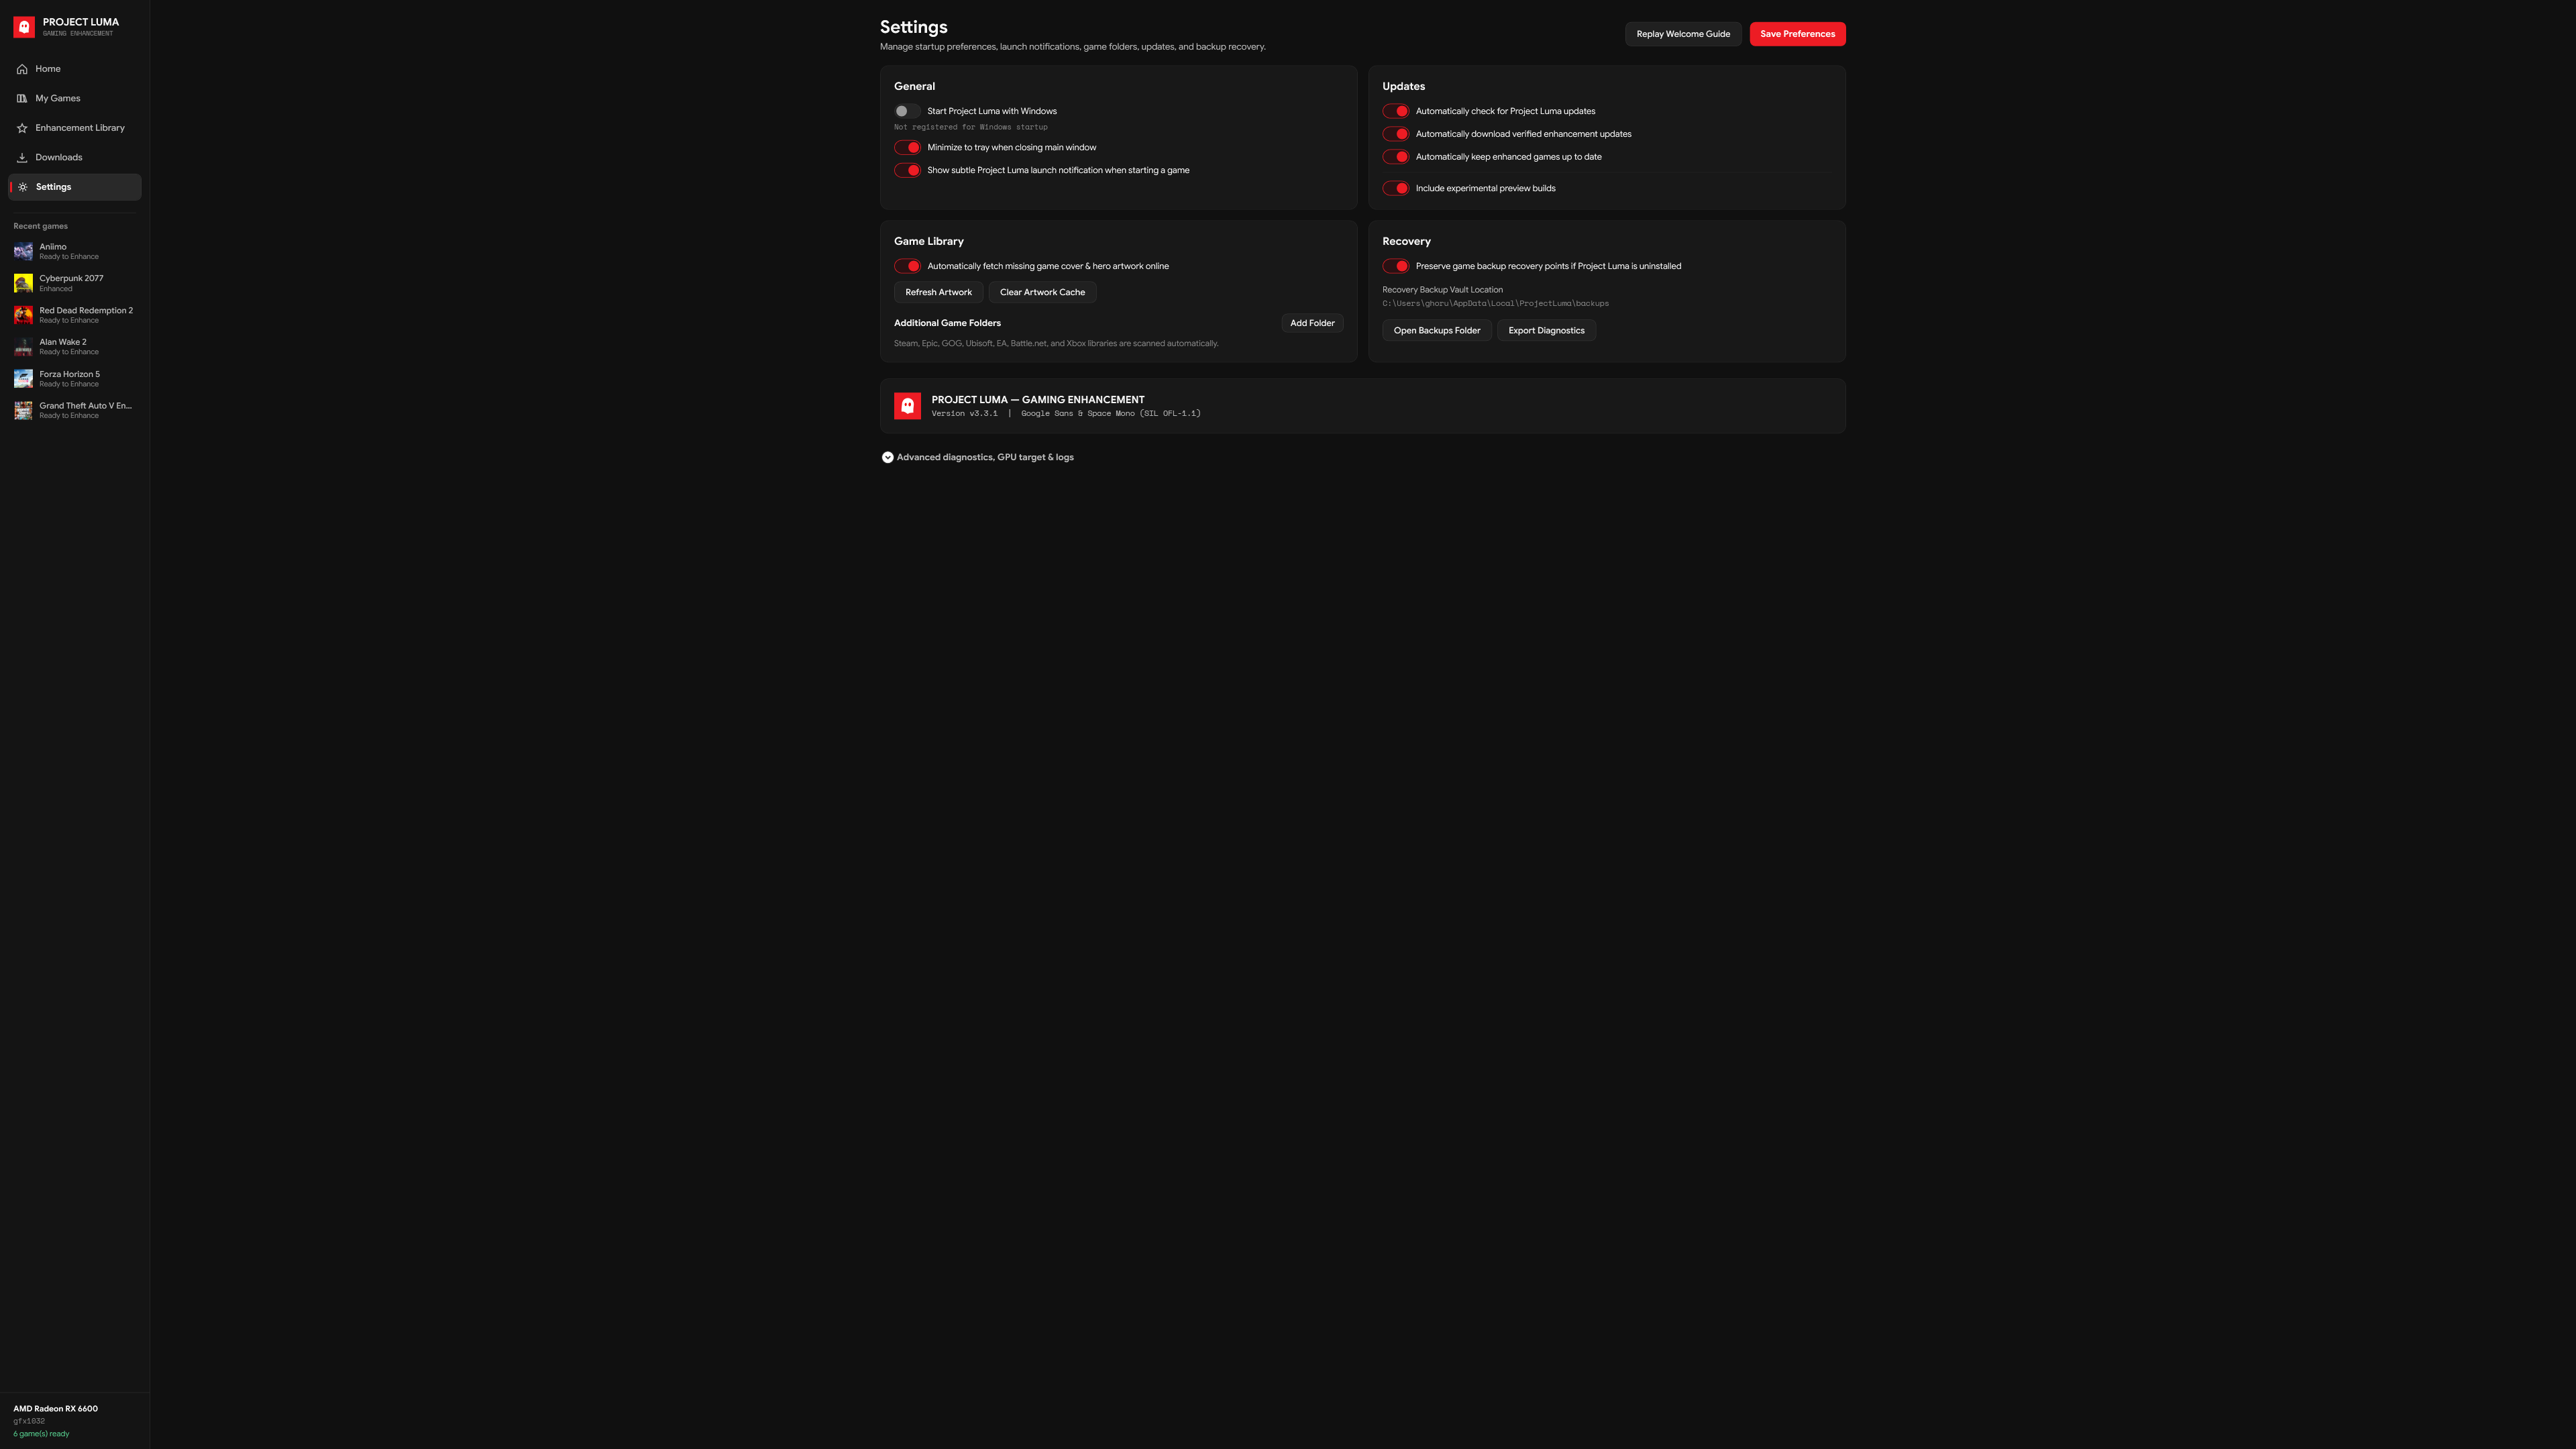 PROJECT LUMA
GAMING ENHANCEMENT
Home
My Games
Enhancement Library
Downloads
Settings
Recent games
Aniimo
Ready to Enhance
Cyberpunk 2077
Enhanced
Red Dead Redemption 2
Ready to Enhance
Alan Wake 2
Ready to Enhance
Forza Horizon 5
Ready to Enhance
Grand Theft Auto V En...
Ready to Enhance
AMD Radeon RX 6600
gfx1032
6 game(s) ready
Settings
Manage startup preferences, launch notifications, game folders, updates, and backup recovery.
Replay Welcome Guide
Save Preferences
General
Start Project Luma with Windows
Not registered for Windows startup
Minimize to tray when closing main window
Show subtle Project Luma launch notification when starting a game
Updates
Automatically check for Project Luma updates
Automatically download verified enhancement updates
Automatically keep enhanced games up to date
Include experimental preview builds
Game Library
Automatically fetch missing game cover & hero artwork online
Refresh Artwork
Clear Artwork Cache
Additional Game Folders
Add Folder
Steam, Epic, GOG, Ubisoft, EA, Battle.net, and Xbox libraries are scanned automatically.
Recovery
Preserve game backup recovery points if Project Luma is uninstalled
Recovery Backup Vault Location
C:\Users\ghoru\AppData\Local\ProjectLuma\backups
Open Backups Folder
Export Diagnostics
PROJECT LUMA — GAMING ENHANCEMENT
Version v3.3.1 | Google Sans & Space Mono (SIL OFL-1.1)
Advanced diagnostics, GPU target & logs